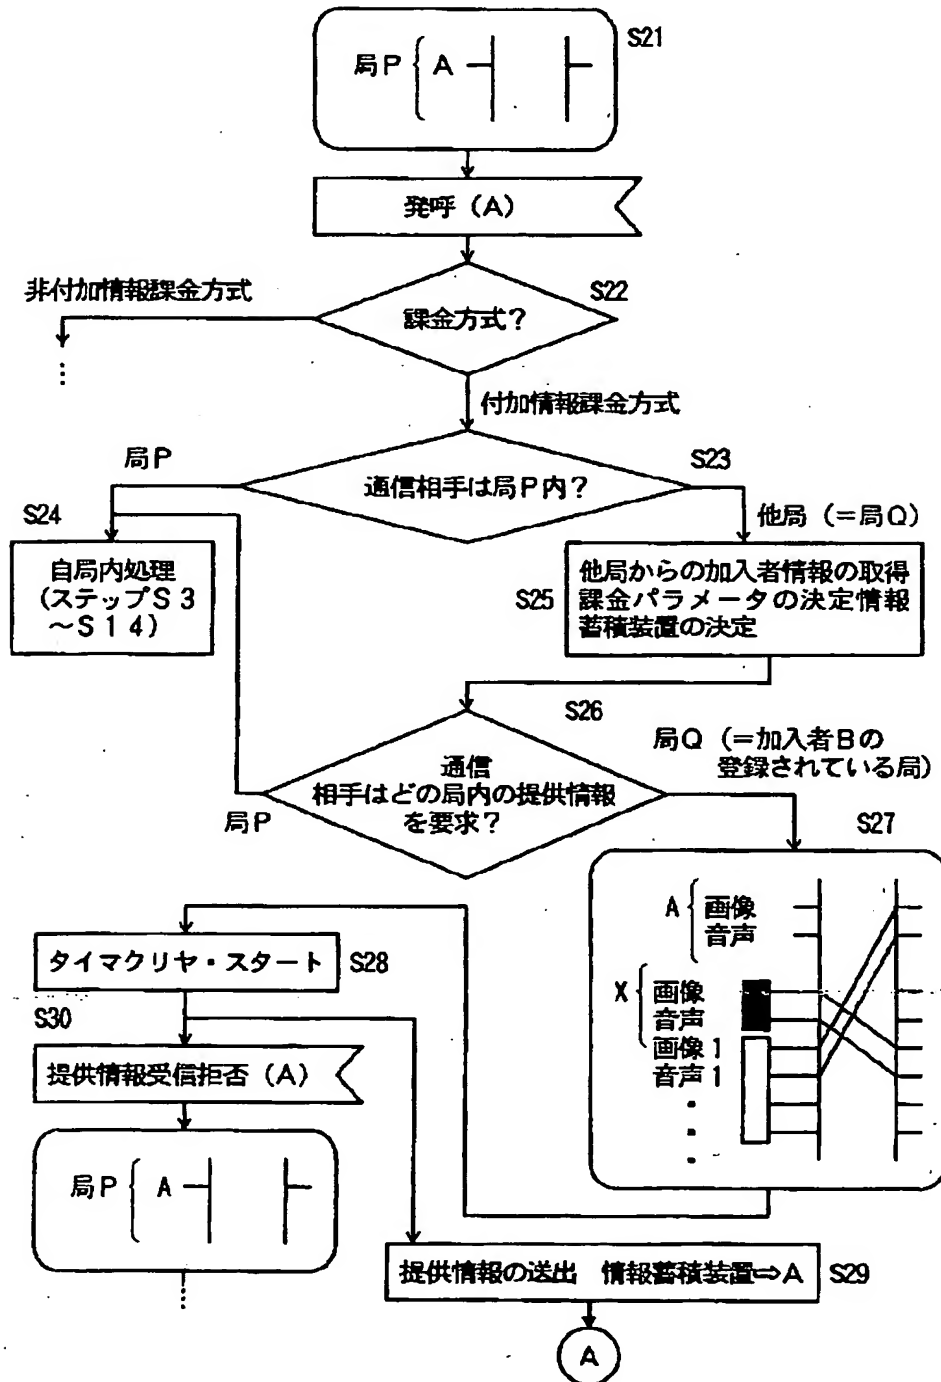 S21
局P { A
発呼（A）
非付加情報課金方式
S22
課金方式？
付加情報課金方式
局P
S23
通信相手は局P内？
S24
他局（=局Q）
自局内処理
（ステップS3
～S14）
S25
他局からの加入者情報の取得
課金パラメータの決定情報
蓄積装置の決定
S26
局Q（=加入者Bの
登録されている局）
通信
相手はどの局内の提供情報
を要求？
局P
S27
A { 画像
音声
X { 画像
音声
画像1
音声1
タイマクリヤ・スタート
S28
S30
提供情報受信拒否（A）
局P { A
提供情報の送出　情報蓄積装置⇒A
S29
A